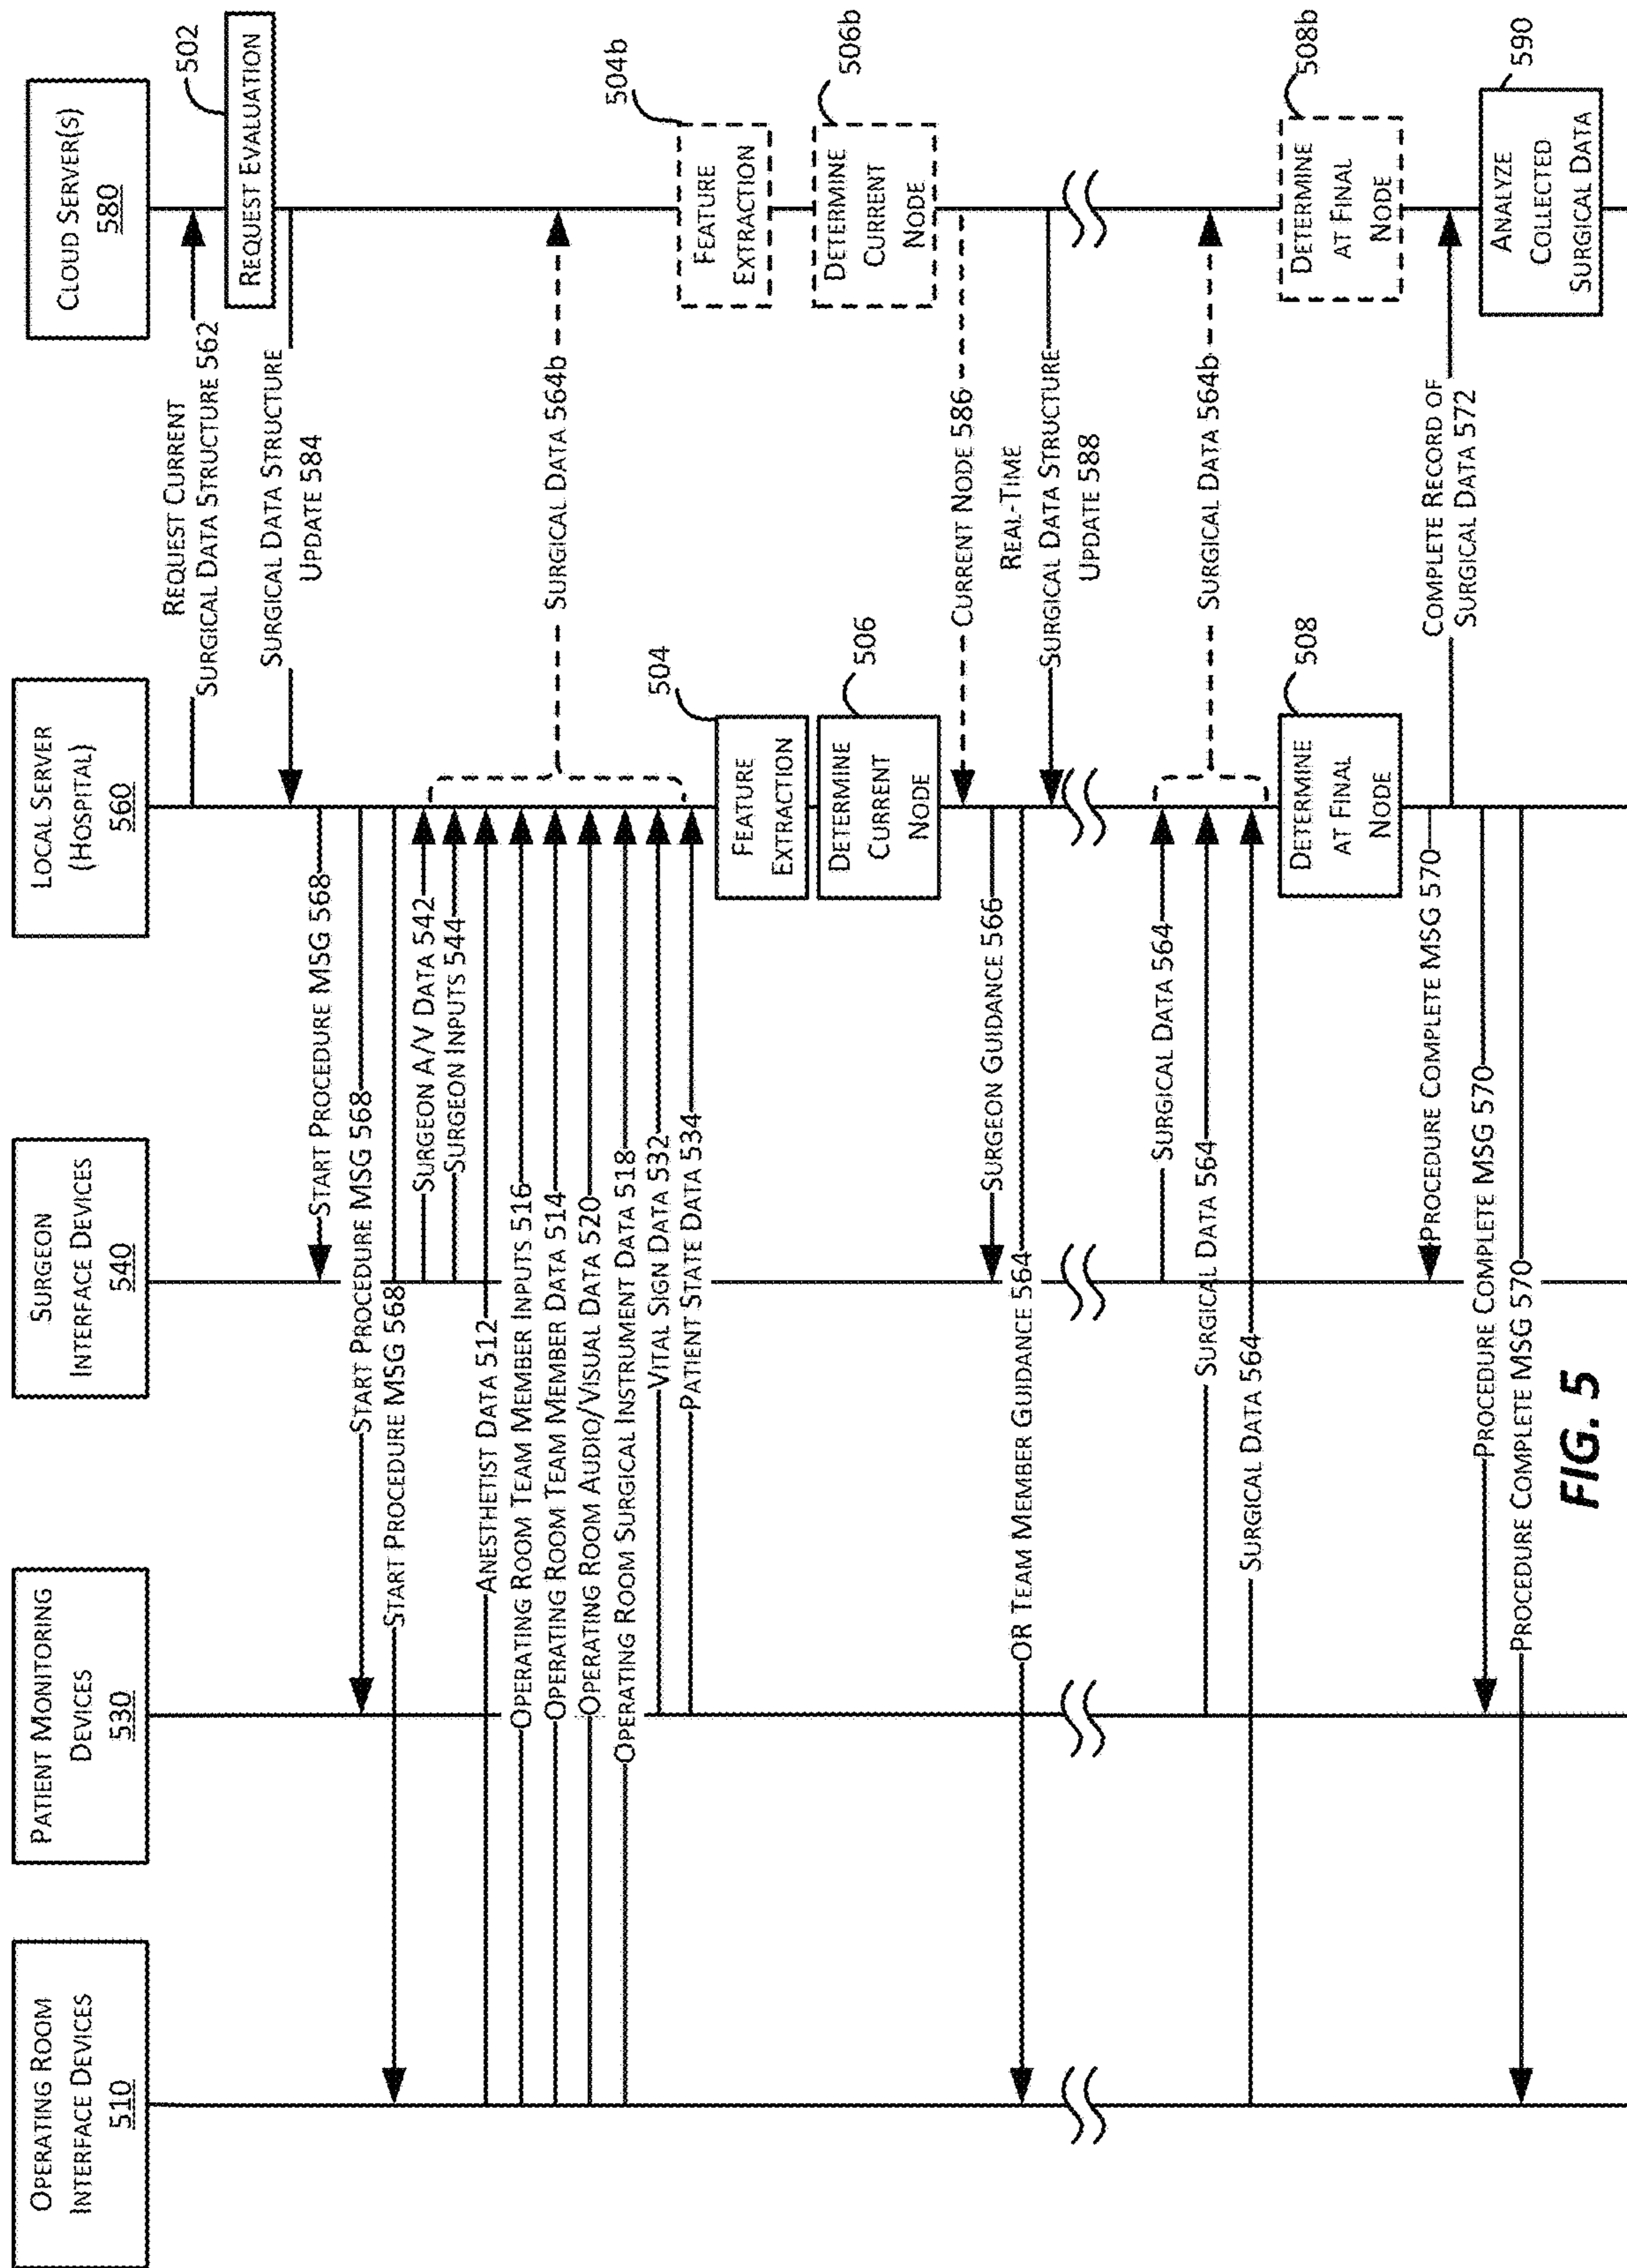 OPERATING ROOM
INTERFACE DEVICES
510
PATIENT MONITORING
DEVICES
530
SURGEON
INTERFACE DEVICES
540
LOCAL SERVER
(HOSPITAL)
560
CLOUD SERVER(S)
580
REQUEST CURRENT
SURGICAL DATA STRUCTURE 562
502
REQUEST EVALUATION
SURGICAL DATA STRUCTURE
UPDATE 584
START PROCEDURE MSG 568
START PROCEDURE MSG 568
START PROCEDURE MSG 568
SURGEON A/V DATA 542
SURGEON INPUTS 544
ANESTHETIST DATA 512
OPERATING ROOM TEAM MEMBER INPUTS 516
OPERATING ROOM TEAM MEMBER DATA 514
OPERATING ROOM AUDIO/VISUAL DATA 520
OPERATING ROOM SURGICAL INSTRUMENT DATA 518
VITAL SIGN DATA 532
PATIENT STATE DATA 534
SURGICAL DATA 564b
504
FEATURE
EXTRACTION
504b
FEATURE
EXTRACTION
506
DETERMINE
CURRENT
NODE
506b
DETERMINE
CURRENT
NODE
CURRENT NODE 586
SURGEON GUIDANCE 566
OR TEAM MEMBER GUIDANCE 564
REAL-TIME
SURGICAL DATA STRUCTURE
UPDATE 588
SURGICAL DATA 564
SURGICAL DATA 564
SURGICAL DATA 564
SURGICAL DATA 564b
508
DETERMINE
AT FINAL
NODE
508b
DETERMINE
AT FINAL
NODE
PROCEDURE COMPLETE MSG 570
COMPLETE RECORD OF
SURGICAL DATA 572
PROCEDURE COMPLETE MSG 570
PROCEDURE COMPLETE MSG 570
590
ANALYZE
COLLECTED
SURGICAL DATA
FIG. 5